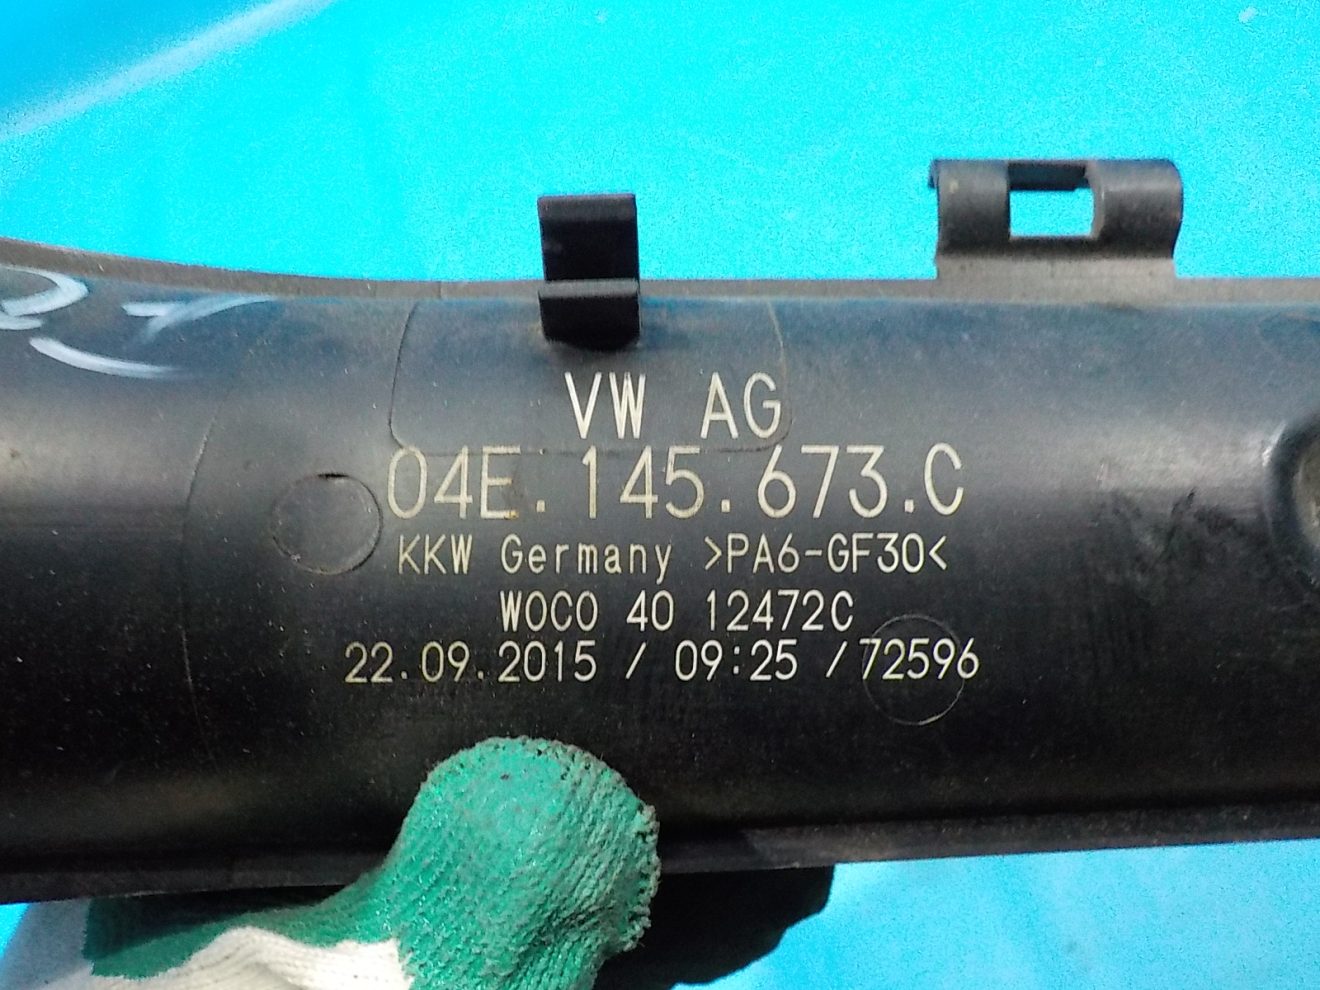 VW AG
04E.145.673.C
KKW Germany >PA6-GF30<
WOCO 40 12472C
22.09.2015 / 09:25 /72596